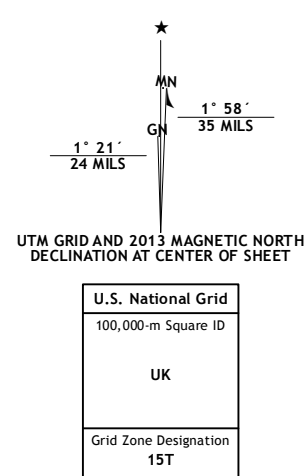 ★
MN
1° 58´
35 MILS
GN
1° 21´
24 MILS
UTM GRID AND 2013 MAGNETIC NORTH
DECLINATION AT CENTER OF SHEET
U.S. National Grid
100,000-m Square ID
UK
Grid Zone Designation
15T